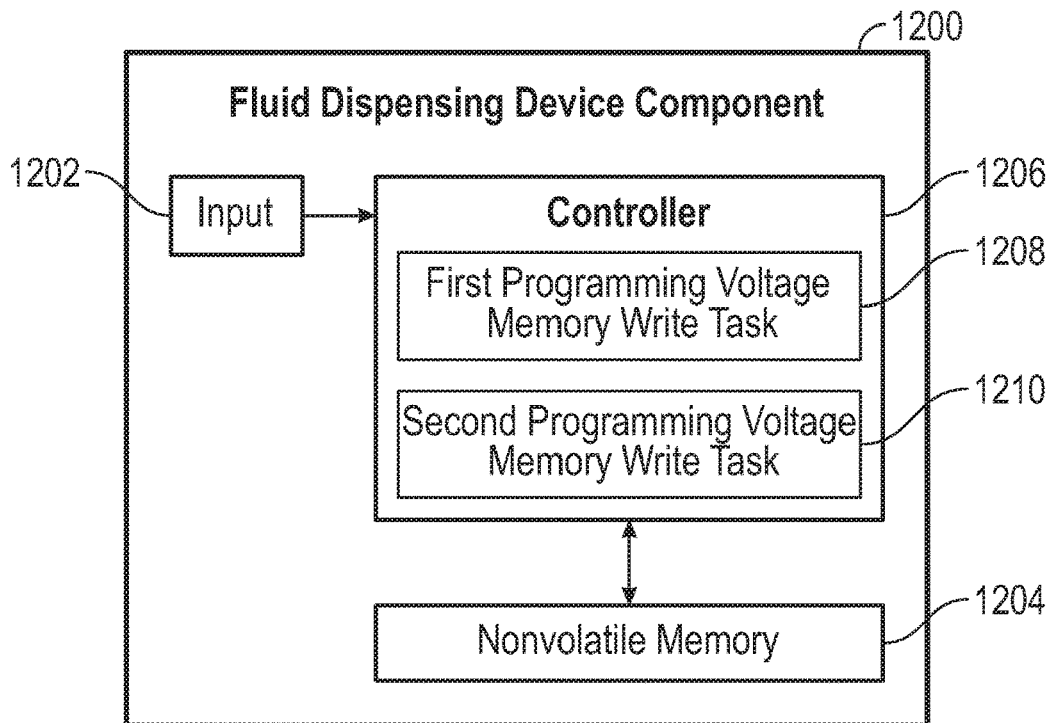 1200
Fluid Dispensing Device Component
1202
Input
1206
Controller
1208
First Programming Voltage
Memory Write Task
1210
Second Programming Voltage
Memory Write Task
1204
Nonvolatile Memory